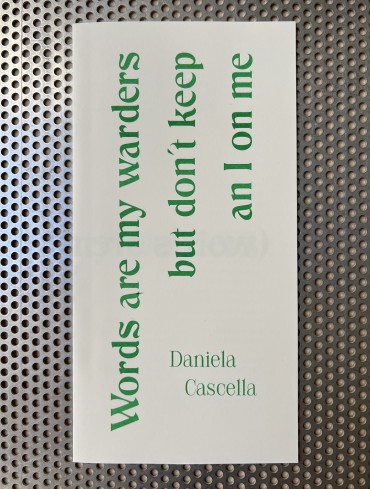 Words are my warders
but don't keep
an I on me
Daniela
Cascella